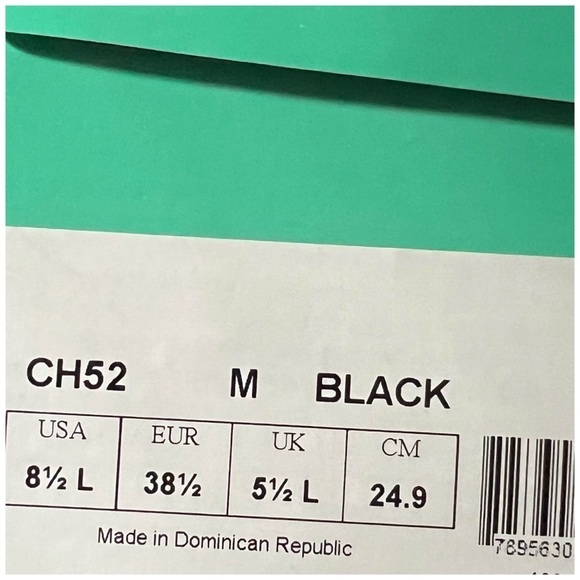 CH52 M BLACK
USA EUR UK CM
8½ L 38½ 5½ L 24.9
Made in Dominican Republic
7895630